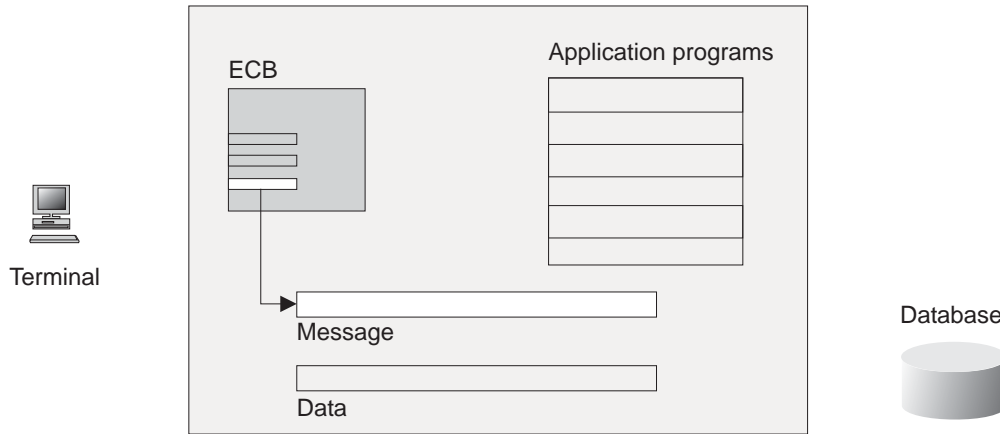 ECB
Application programs
Terminal
Message
Database
Data